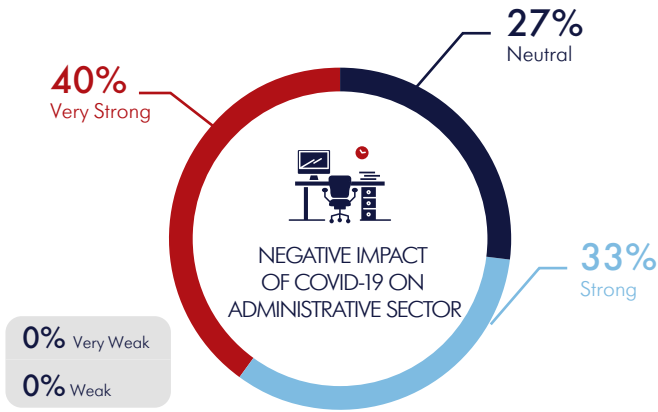 27%
Neutral
40%
Very Strong
NEGATIVE IMPACT
OF COVID-19 ON
ADMINISTRATIVE SECTOR
33%
Strong
0% Very Weak
0% Weak